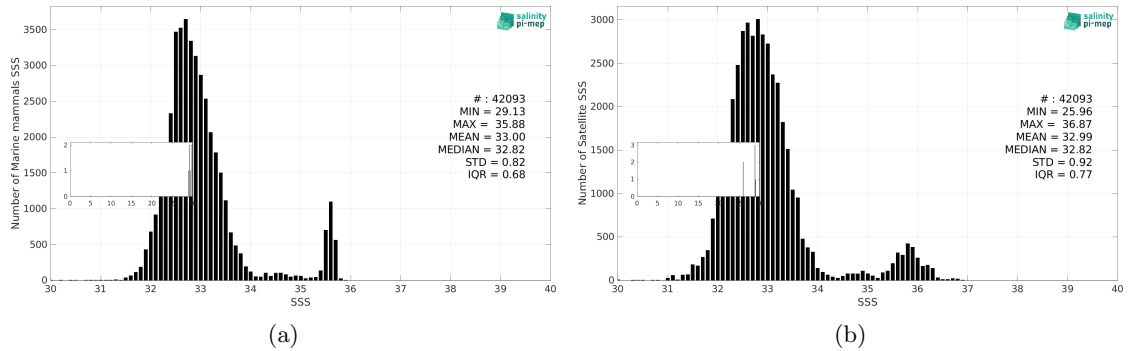 salinity
pi-mep
Number of Marine mammals SSS
3500
3000
2500
2000
1500
1000
500
0
# : 42093
MIN = 29.13
MAX = 35.88
MEAN = 33.00
MEDIAN = 32.82
STD = 0.82
IQR = 0.68
2
1
0
0 5 10 15 20
30 31 32 33 34 35 36 37 38 39 40
SSS
(a)
salinity
pi-mep
Number of Satellite SSS
3000
2500
2000
1500
1000
500
0
# : 42093
MIN = 25.96
MAX = 36.87
MEAN = 32.99
MEDIAN = 32.82
STD = 0.92
IQR = 0.77
3
2
1
0
0 5 10 15 20
30 31 32 33 34 35 36 37 38 39 40
SSS
(b)